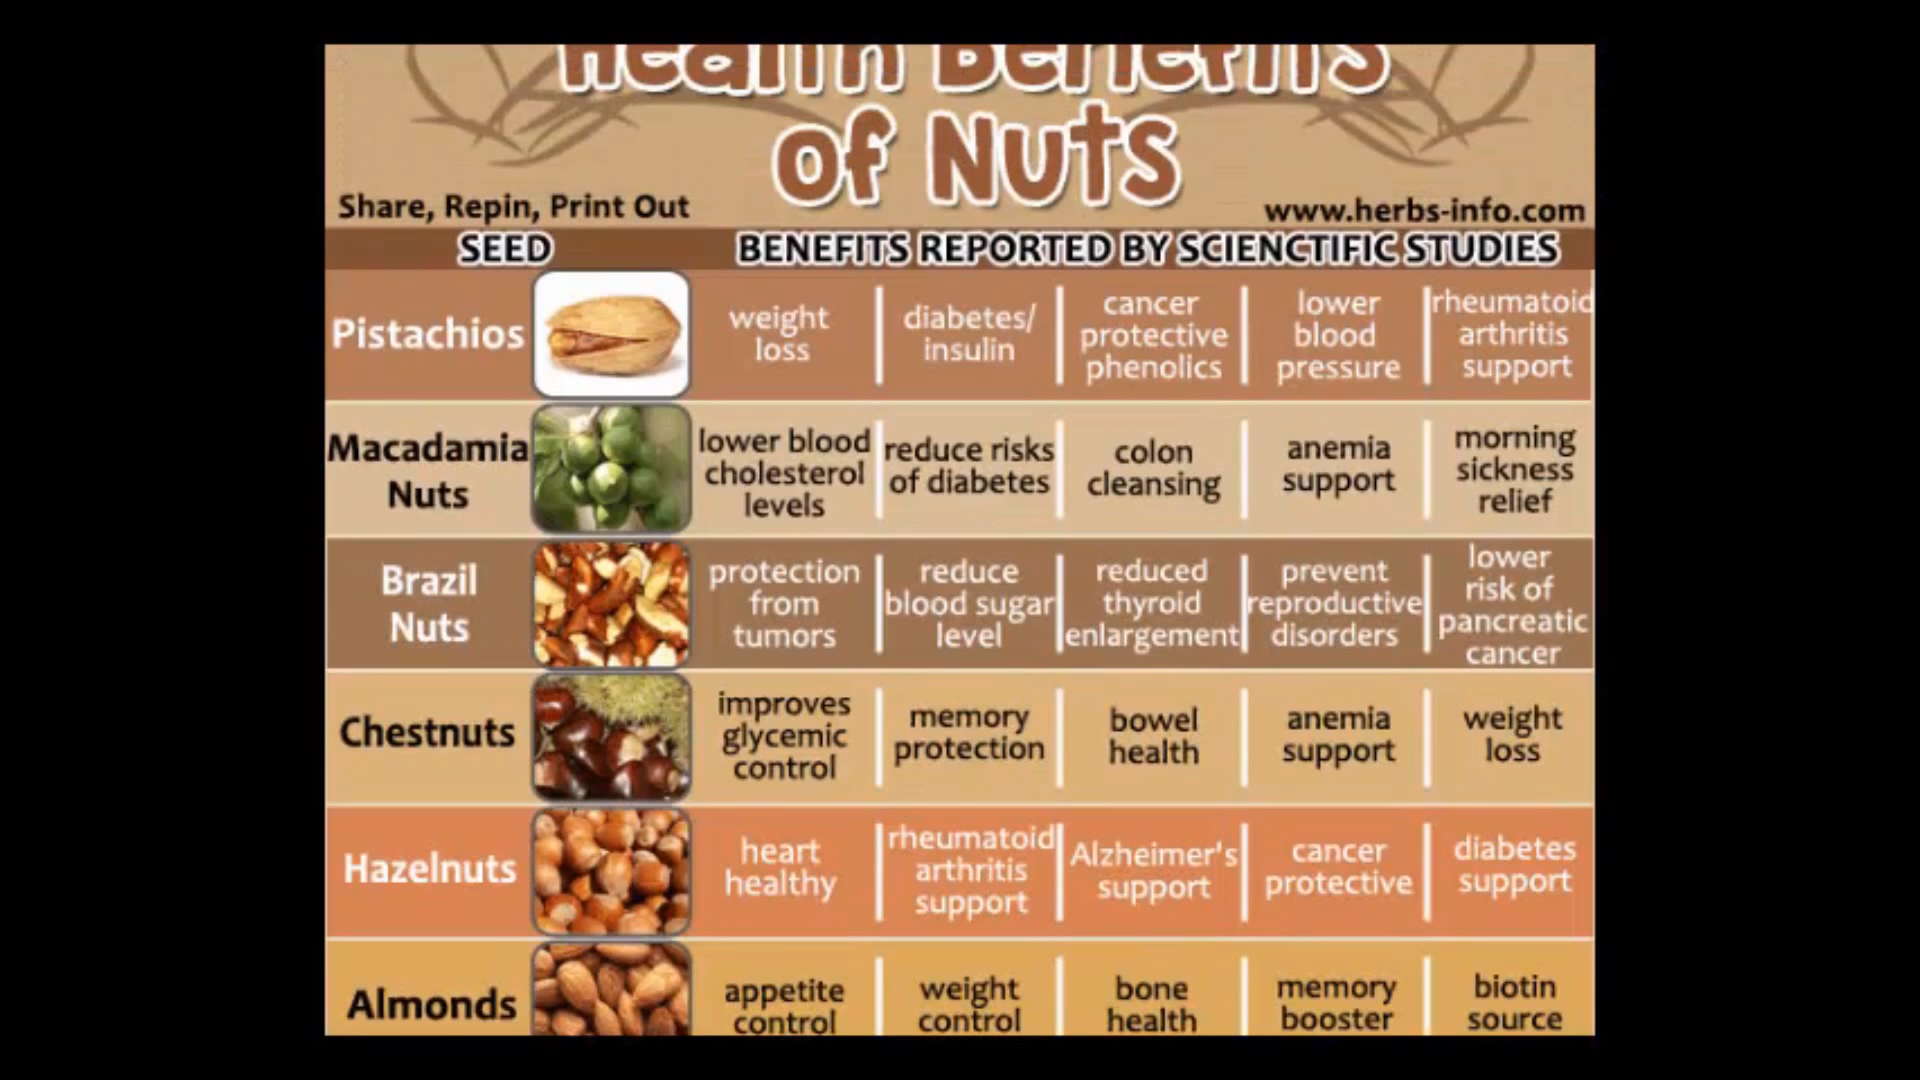 Health Benefits
of Nuts
Share, Repin, Print Out
www.herbs-info.com
SEED
BENEFITS REPORTED BY SCIENCTIFIC STUDIES
Pistachios
weight
loss
diabetes/
insulin
cancer
protective
phenolics
lower
blood
pressure
rheumatoid
arthritis
support
Macadamia
Nuts
lower blood
cholesterol
levels
reduce risks
of diabetes
colon
cleansing
anemia
support
morning
sickness
relief
Brazil
Nuts
protection
from
tumors
reduce
blood sugar
level
reduced
thyroid
enlargement
prevent
reproductive
disorders
lower
risk of
pancreatic
cancer
Chestnuts
improves
glycemic
control
memory
protection
bowel
health
anemia
support
weight
loss
Hazelnuts
heart
healthy
rheumatoid
arthritis
support
Alzheimer's
support
cancer
protective
diabetes
support
Almonds
appetite
control
weight
control
bone
health
memory
booster
biotin
source